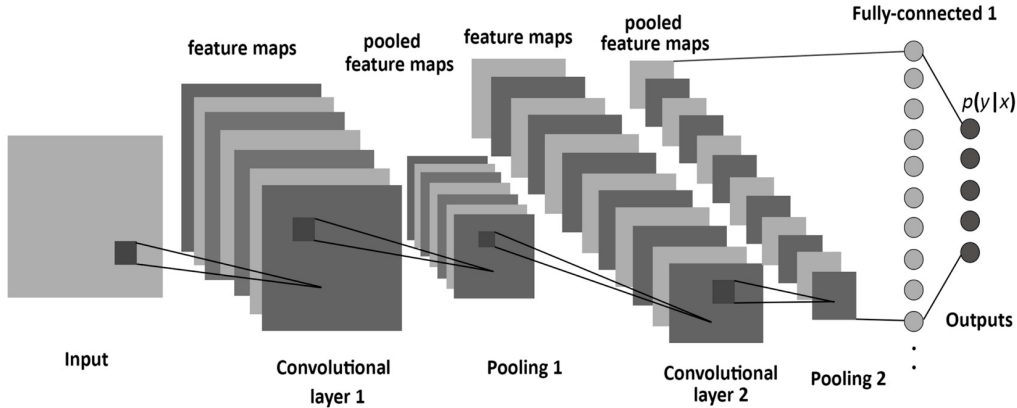 Fully-connected 1
feature maps
pooled
feature maps
feature maps
pooled
feature maps
p(y|x)
Outputs
Input
Convolutional
layer 1
Pooling 1
Convolutional
layer 2
Pooling 2